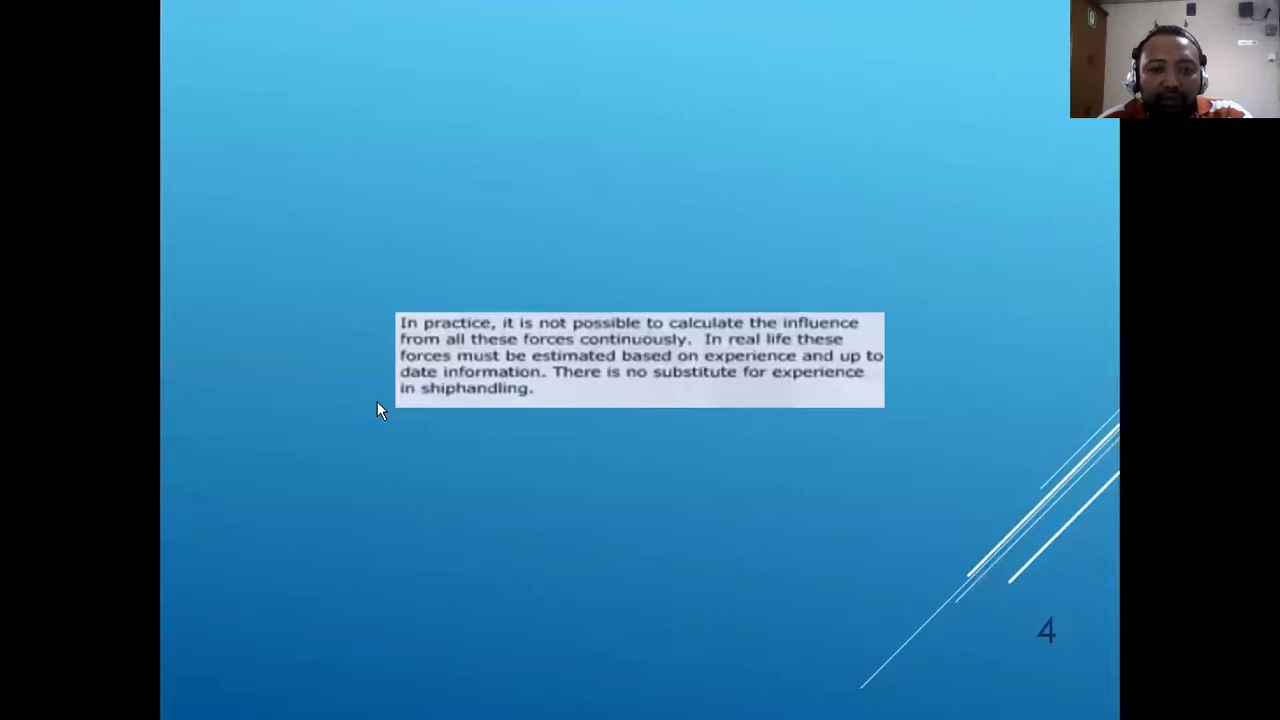 In practice, it is not possible to calculate the influence
from all these forces continuously. In real life these
forces must be estimated based on experience and up to
date information. There is no substitute for experience
in shiphandling.
4